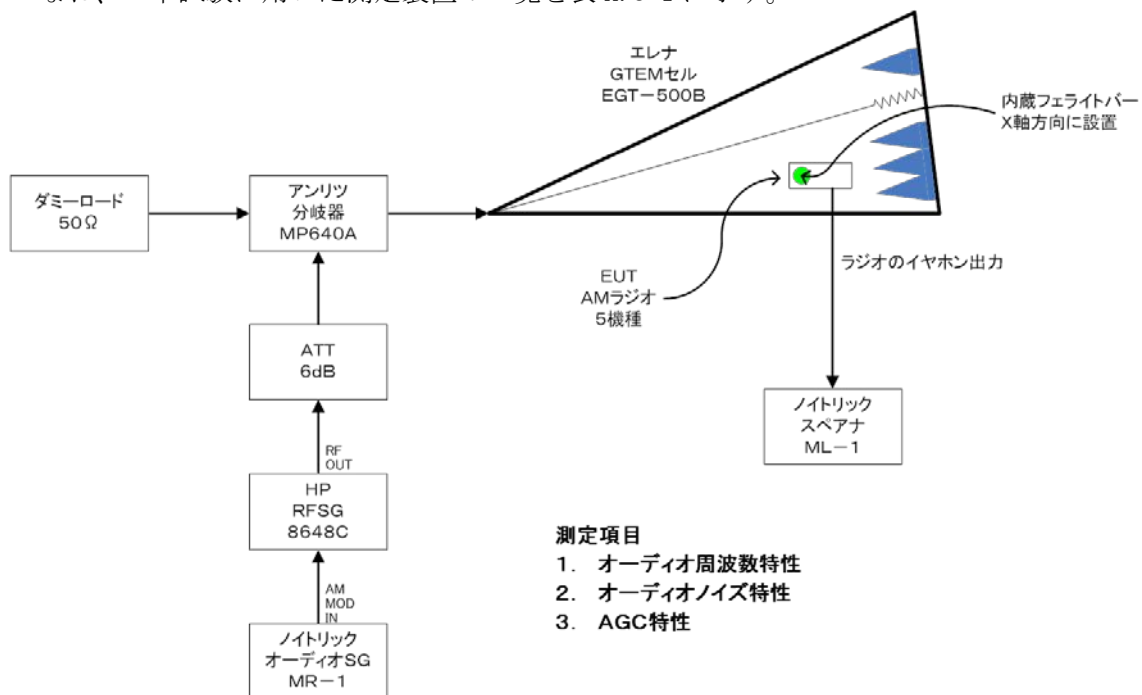 エレナ
GTEMセル
EGT－500B
内蔵フェライトバー
X軸方向に設置
ダミーロード
50Ω
アンリツ
分岐器
MP640A
ラジオのイヤホン出力
EUT
AMラジオ
5機種
ATT
6dB
ノイトリック
スペアナ
ML－1
RF
OUT
HP
RFSG
8648C
測定項目
1. オーディオ周波数特性
2. オーディオノイズ特性
3. AGC特性
AM
MOD
IN
ノイトリック
オーディオSG
MR－1